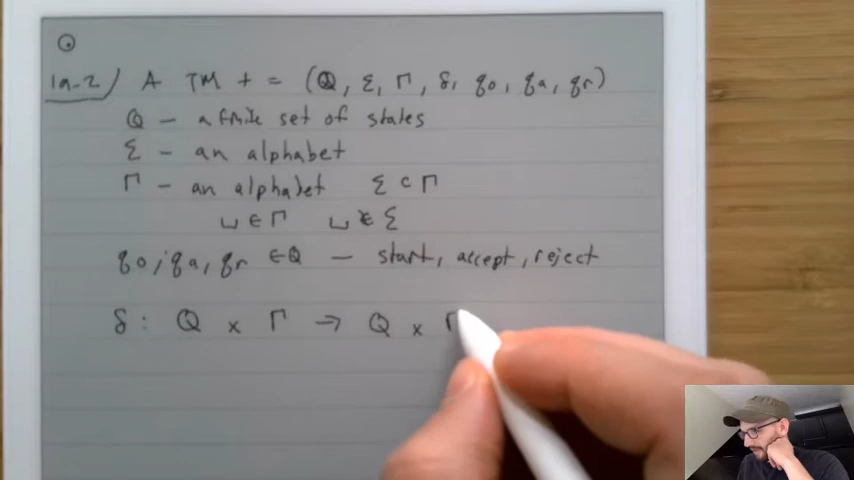 19-2) A TM t = (Q, Σ, Γ, δ, q0, qa, qr)
Q - a finite set of states
Σ - an alphabet
Γ - an alphabet Σ ⊂ Γ
⊔ ∈ Γ ⊔ ∉ Σ
q0, qa, qr ∈ Q - start, accept, reject
δ : Q × Γ → Q × Γ